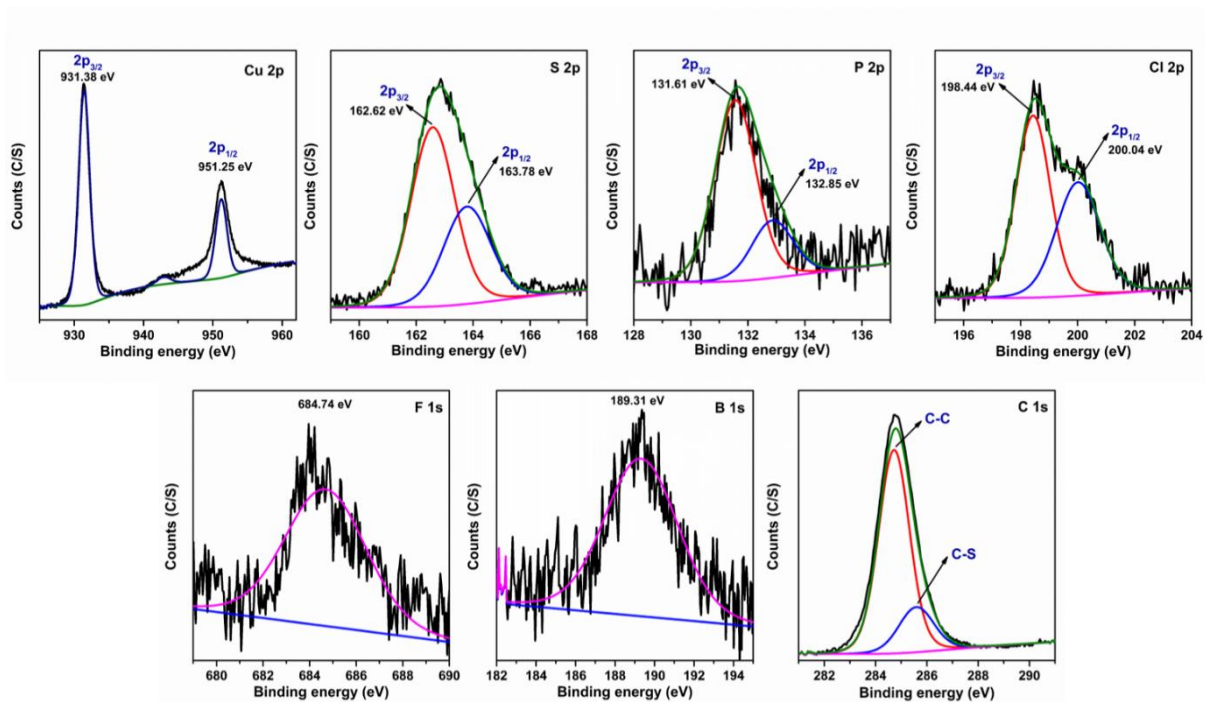 Cu 2p
2p3/2
931.38 eV
2p1/2
951.25 eV
Counts (C/S)
930 940 950 960
Binding energy (eV)
S 2p
2p3/2
162.62 eV
2p1/2
163.78 eV
Counts (C/S)
160 162 164 166 168
Binding energy (eV)
P 2p
2p3/2
131.61 eV
2p1/2
132.85 eV
Counts (C/S)
128 130 132 134 136
Binding energy (eV)
Cl 2p
2p3/2
198.44 eV
2p1/2
200.04 eV
Counts (C/S)
196 198 200 202 204
Binding energy (eV)
F 1s
684.74 eV
Counts (C/S)
680 682 684 686 688 690
Binding energy (eV)
B 1s
189.31 eV
Counts (C/S)
182 184 186 188 190 192 194
Binding energy (eV)
C 1s
C-C
C-S
Counts (C/S)
282 284 286 288 290
Binding energy (eV)